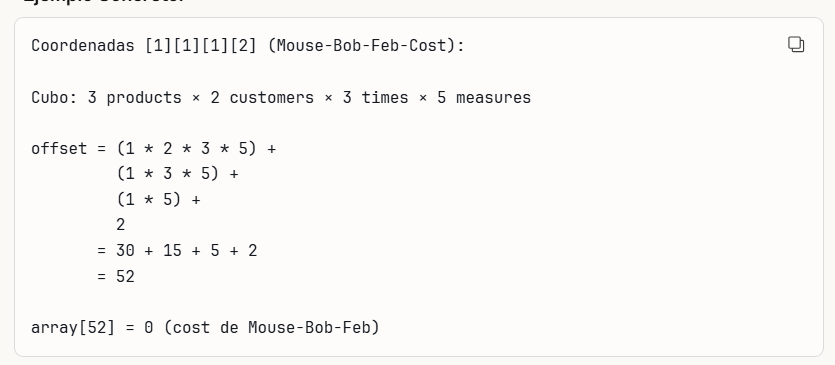 Ejemplo Concreto:
Coordenadas [1][1][1][2] (Mouse-Bob-Feb-Cost):
Cubo: 3 products × 2 customers × 3 times × 5 measures
offset = (1 * 2 * 3 * 5) +
(1 * 3 * 5) +
(1 * 5) +
2
= 30 + 15 + 5 + 2
= 52
array[52] = 0 (cost de Mouse-Bob-Feb)